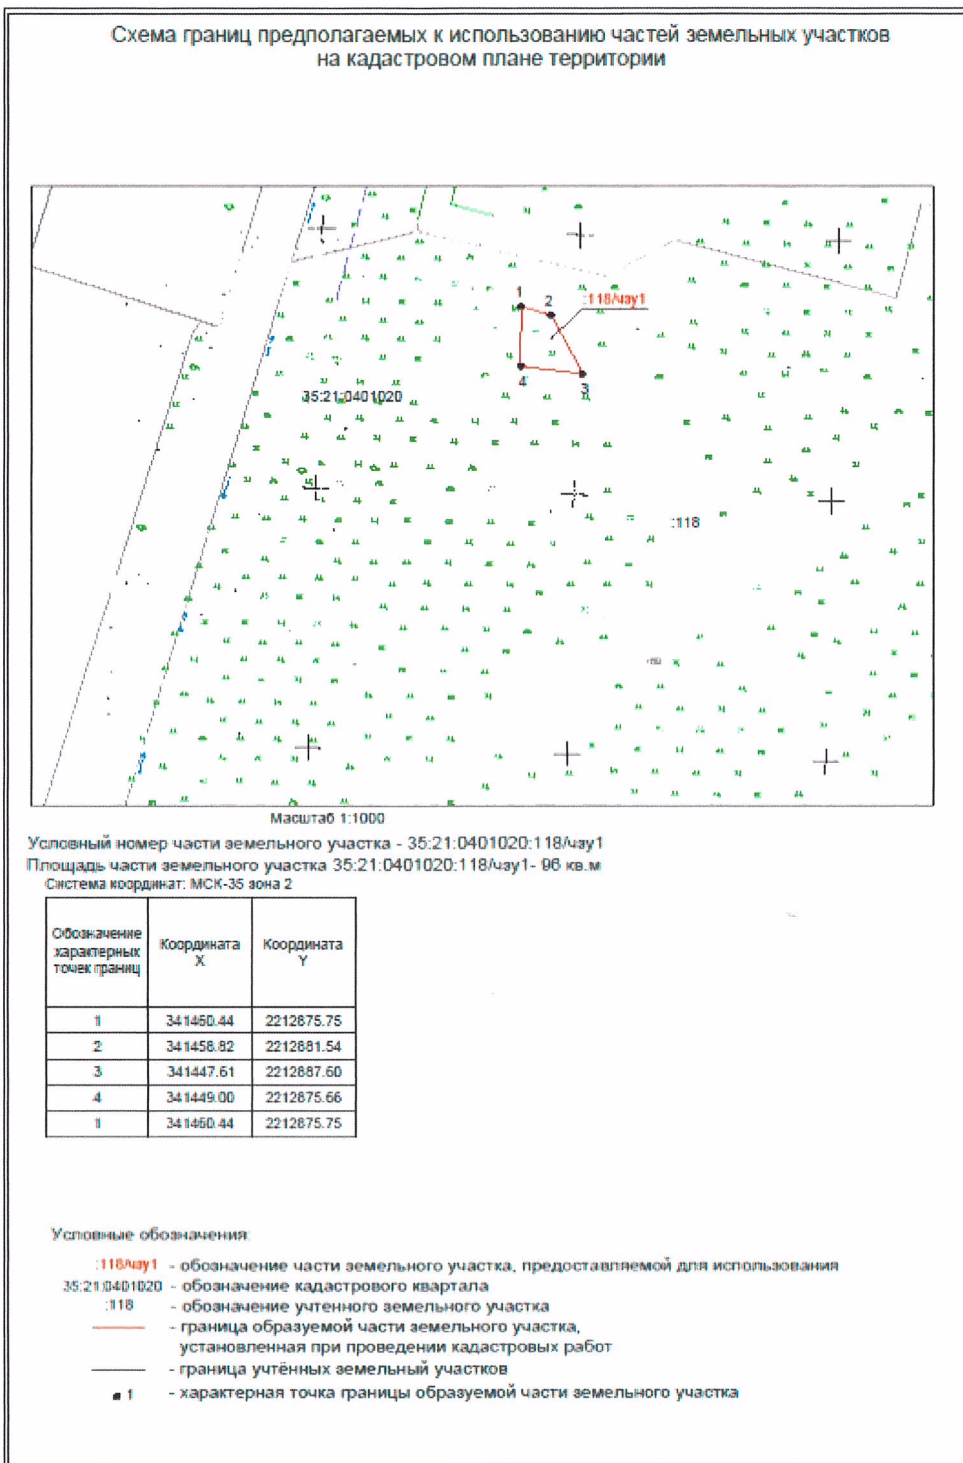 Схема границ предполагаемых к использованию частей земельных участков
на кадастровом плане территории
1
2
:118/чзу1
4
3
35:21:0401020
:118
Масштаб 1:1000
Условный номер части земельного участка - 35:21:0401020:118/чзу1
Площадь части земельного участка 35:21:0401020:118/чзу1- 96 кв.м
Система координат: МСК-35 зона 2
Обозначение характерных точек границ Координата X Координата Y
1 341460.44 2212875.75
2 341458.82 2212881.54
3 341447.61 2212887.60
4 341449.00 2212875.66
1 341460.44 2212875.75
Условные обозначения:
:118/чзу1 - обозначение части земельного участка, предоставляемой для использования
35:21:0401020 - обозначение кадастрового квартала
:118 - обозначение учтенного земельного участка
- граница образуемой части земельного участка,
установленная при проведении кадастровых работ
- граница учтённых земельный участков
1 - характерная точка границы образуемой части земельного участка